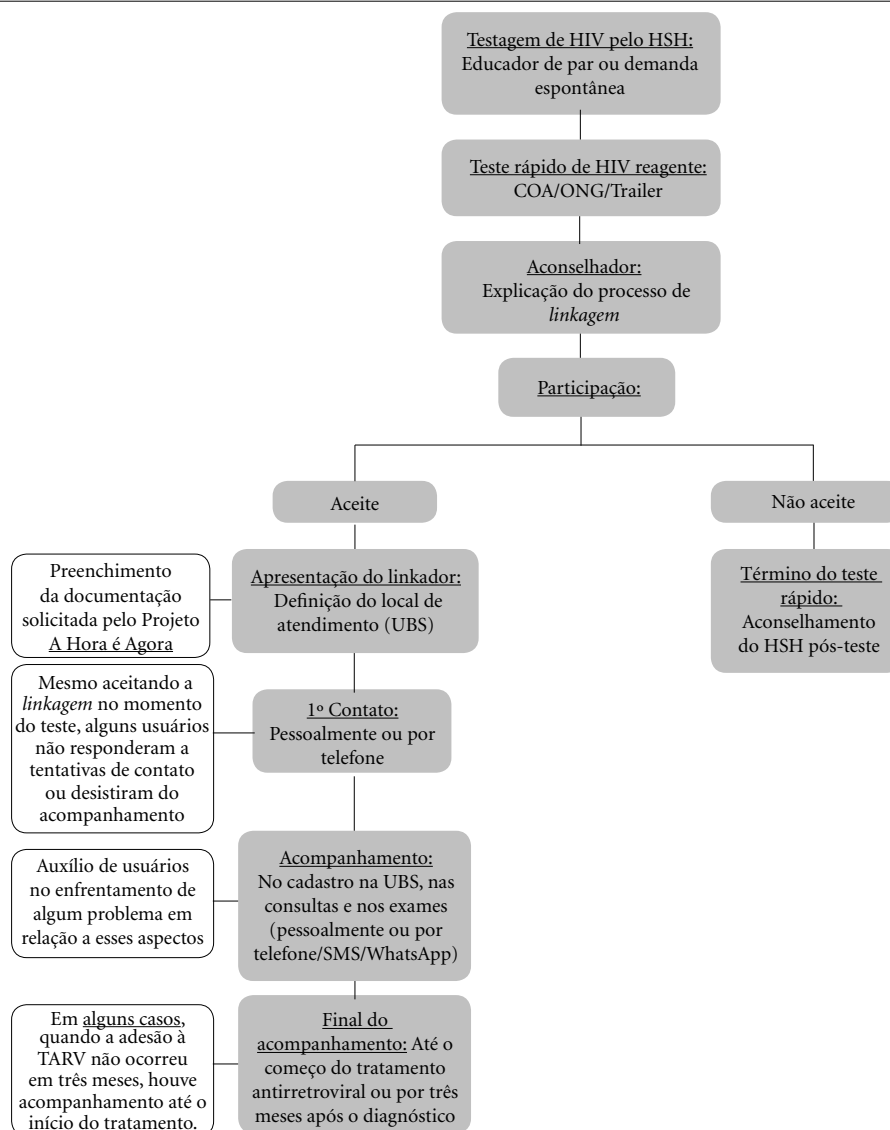 Testagem de HIV pelo HSH:
Educador de par ou demanda
espontânea
Teste rápido de HIV reagente:
COA/ONG/Trailer
Aconselhador:
Explicação do processo de
linkagem
Participação:
Aceite
Não aceite
Preenchimento
da documentação
solicitada pelo Projeto
A Hora é Agora
Apresentação do linkador:
Definição do local de
atendimento (UBS)
Término do teste
rápido:
Aconselhamento
do HSH pós-teste
Mesmo aceitando a
linkagem no momento
do teste, alguns usuários
não responderam a
tentativas de contato
ou desistiram do
acompanhamento
1º Contato:
Pessoalmente ou por
telefone
Auxílio de usuários
no enfrentamento de
algum problema em
relação a esses aspectos
Acompanhamento:
No cadastro na UBS, nas
consultas e nos exames
(pessoalmente ou por
telefone/SMS/WhatsApp)
Em alguns casos,
quando a adesão à
TARV não ocorreu
em três meses, houve
acompanhamento até o
início do tratamento.
Final do
acompanhamento: Até o
começo do tratamento
antirretroviral ou por três
meses após o diagnóstico